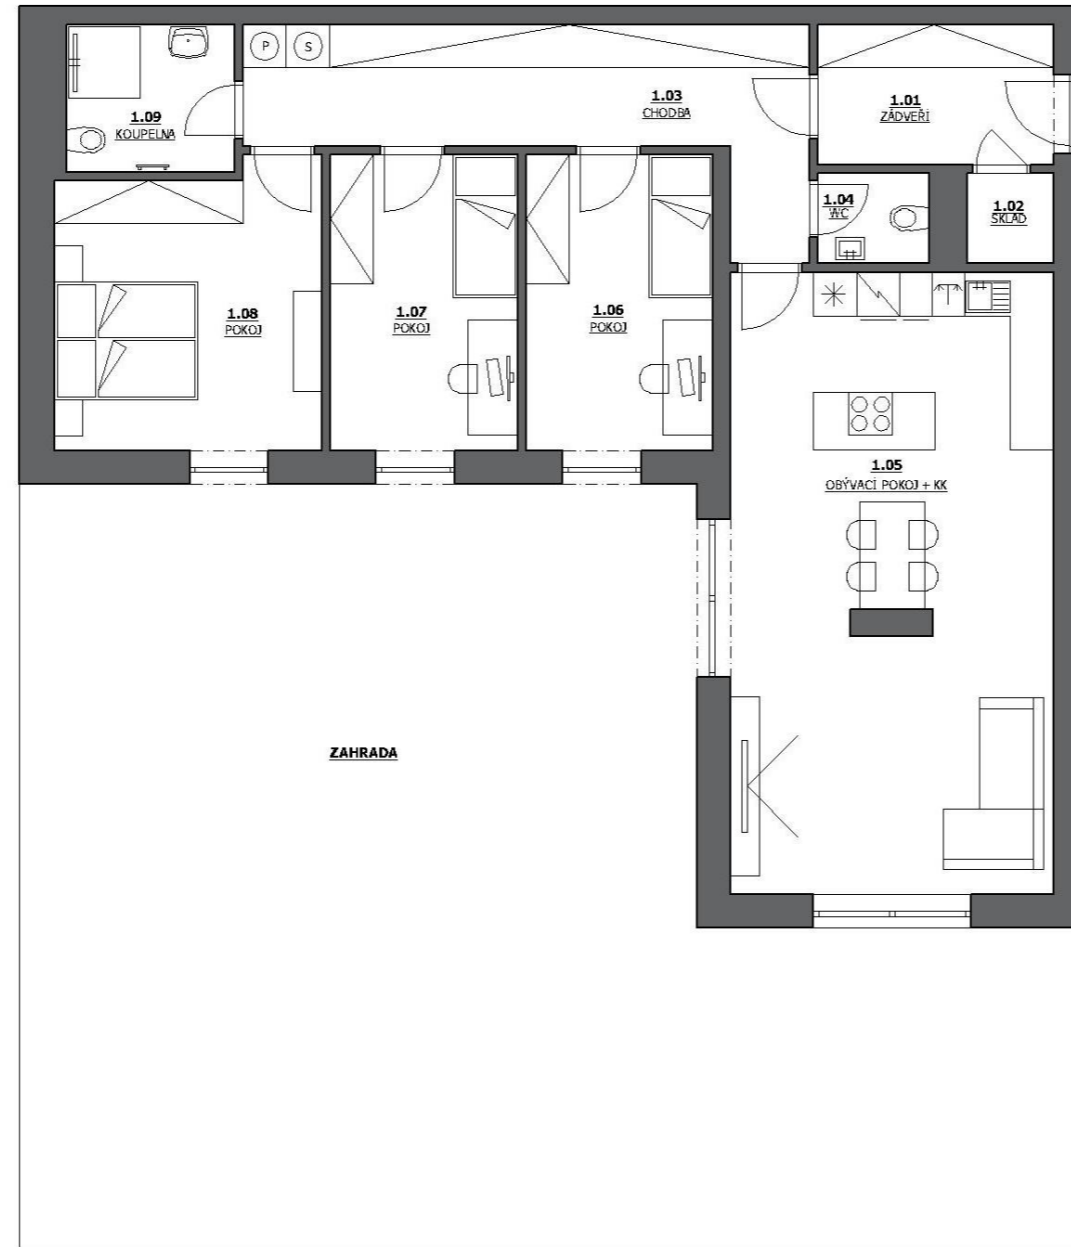 P
S
1.09
KOUPELNA
1.03
CHODBA
1.01
ZÁDVEŘÍ
1.04
WC
1.02
SKLAD
1.08
POKOJ
1.07
POKOJ
1.06
POKOJ
1.05
OBÝVACÍ POKOJ + KK
ZAHRADA